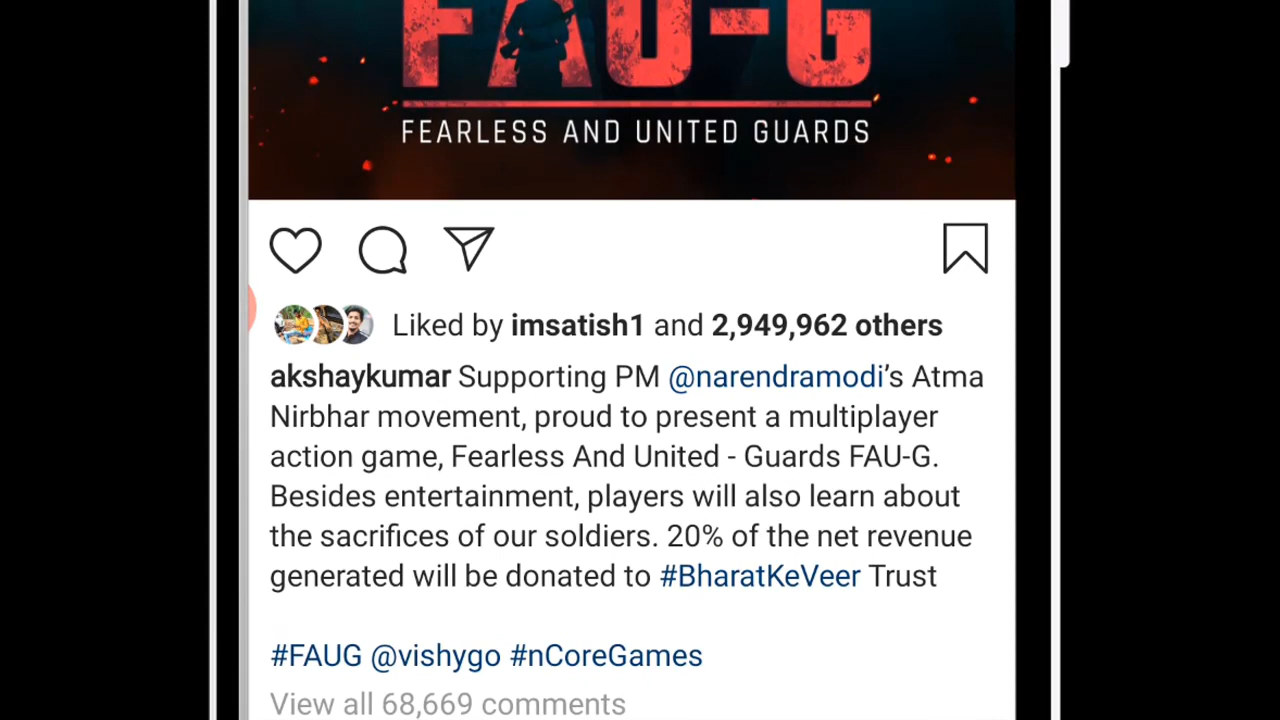 FAU-G
FEARLESS AND UNITED GUARDS
Liked by imsatish1 and 2,949,962 others
akshaykumar Supporting PM @narendramodi's Atma
Nirbhar movement, proud to present a multiplayer
action game, Fearless And United - Guards FAU-G.
Besides entertainment, players will also learn about
the sacrifices of our soldiers. 20% of the net revenue
generated will be donated to #BharatKeVeer Trust
#FAUG @vishygo #nCoreGames
View all 68,669 comments